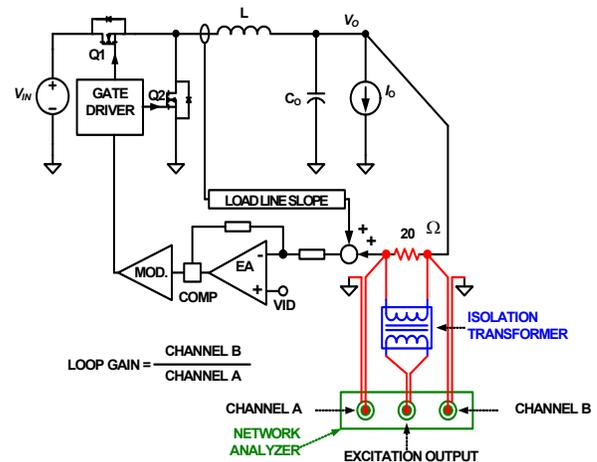 L
VO
Q1
VIN
+
−
GATE
DRIVER
Q2
CO
IO
LOAD LINE SLOPE
+
+
20 Ω
MOD.
COMP
EA
-
+
VID
ISOLATION
TRANSFORMER
LOOP GAIN = CHANNEL B
CHANNEL A
CHANNEL A
CHANNEL B
NETWORK
ANALYZER
EXCITATION OUTPUT